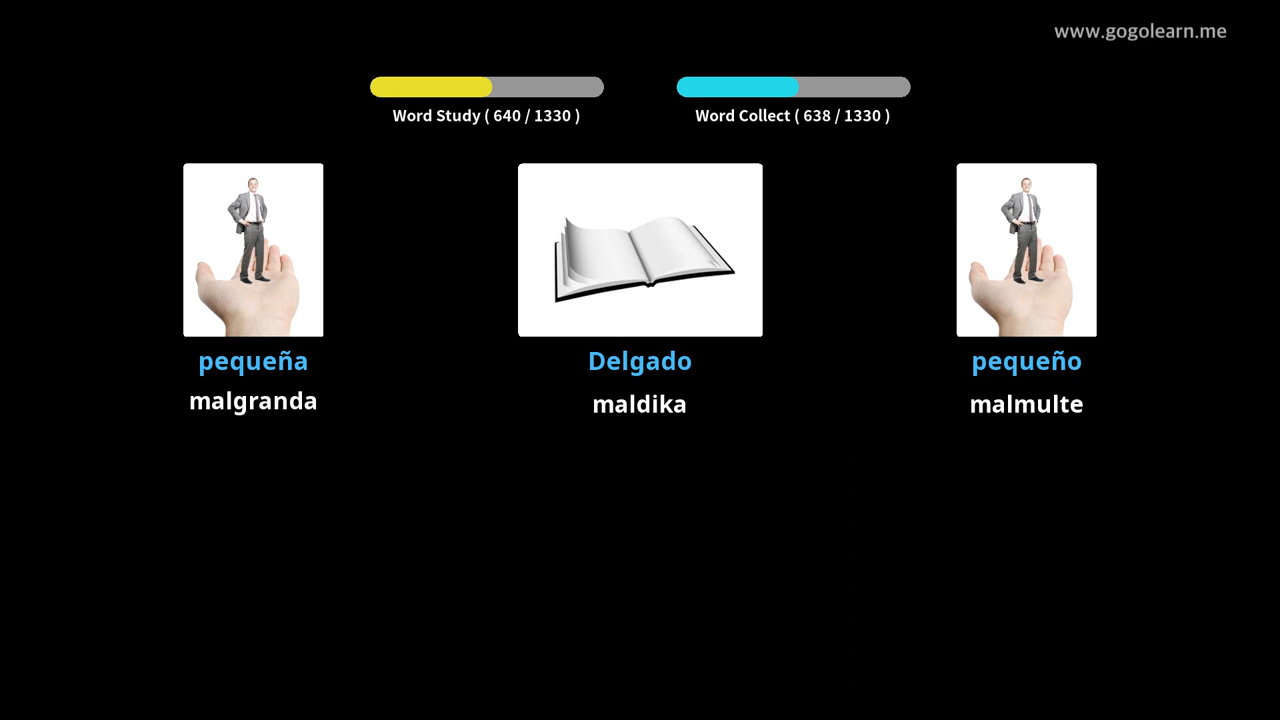 www.gogolearn.me
Word Study ( 640 / 1330 )
Word Collect ( 638 / 1330 )
pequeña
malgranda
Delgado
maldika
pequeño
malmulte